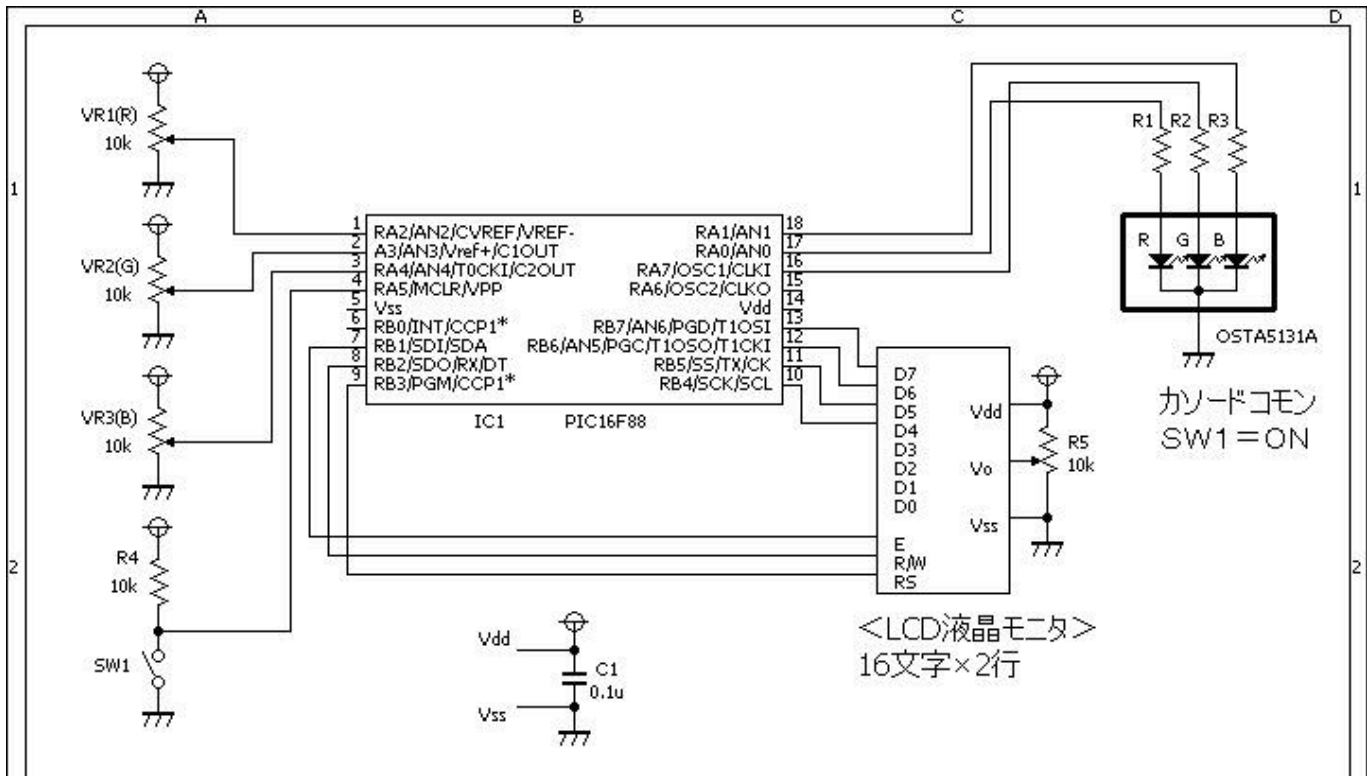 A B C D
1
2
1
2
VR1(R)
10k
VR2(G)
10k
VR3(B)
10k
R4
10k
SW1
1 RA2/AN2/CVREF/VREF-
2 A3/AN3/Vref+/C1OUT
3 RA4/AN4/T0CKI/C2OUT
4 RA5/MCLR/VPP
5 Vss
6 RB0/INT/CCP1*
7 RB1/SDI/SDA
8 RB2/SDO/RX/DT
9 RB3/PGM/CCP1*
RA1/AN1 18
RA0/AN0 17
RA7/OSC1/CLKI 16
RA6/OSC2/CLKO 15
Vdd 14
RB7/AN6/PGD/T1OSI 13
RB6/AN5/PGC/T1OSO/T1CKI 12
RB5/SS/TX/CK 11
RB4/SCK/SCL 10
IC1 PIC16F88
R1 R2 R3
R G B
OSTA5131A
カソードコモン
SW1=ON
D7
D6
D5
D4
D3
D2
D1
D0
E
R/W
RS
Vdd
Vo
Vss
R5
10k
<LCD液晶モニタ>
16文字×2行
Vdd
C1
0.1u
Vss